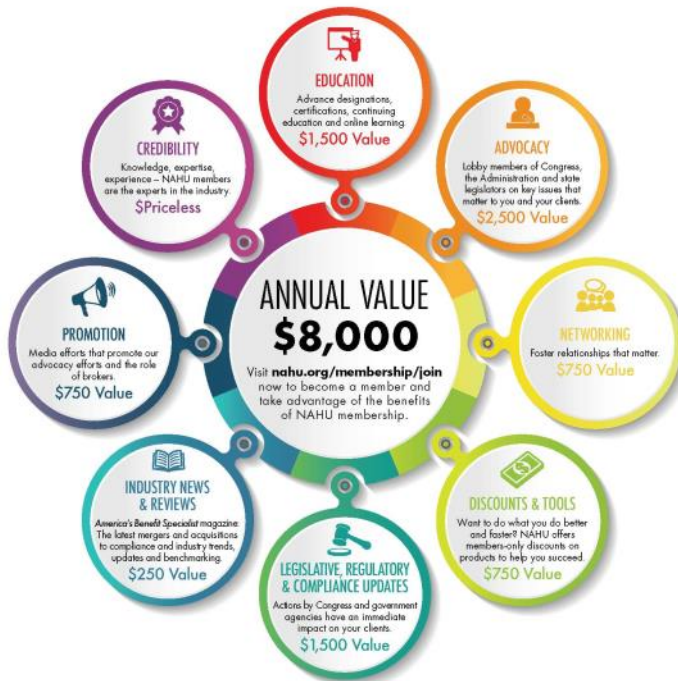 EDUCATION
Advance designations,
certifications, continuing
education and online learning.
$1,500 Value
ADVOCACY
Lobby members of Congress,
the Administration and state
legislators on key issues that
matter to you and your clients.
$2,500 Value
NETWORKING
Foster relationships that matter.
$750 Value
DISCOUNTS & TOOLS
Want to do what you do better
and faster? NAHU offers
members-only discounts on
products to help you succeed.
$750 Value
LEGISLATIVE, REGULATORY
& COMPLIANCE UPDATES
Actions by Congress and government
agencies have an immediate
impact on your clients.
$1,500 Value
INDUSTRY NEWS
& REVIEWS
America's Benefit Specialist magazine:
The latest mergers and acquisitions
to compliance and industry trends,
updates and benchmarking.
$250 Value
PROMOTION
Media efforts that promote our
advocacy efforts and the role
of brokers.
$750 Value
CREDIBILITY
Knowledge, expertise,
experience – NAHU members
are the experts in the industry.
$Priceless
ANNUAL VALUE
$8,000
Visit nahu.org/membership/join
now to become a member and
take advantage of the benefits
of NAHU membership.